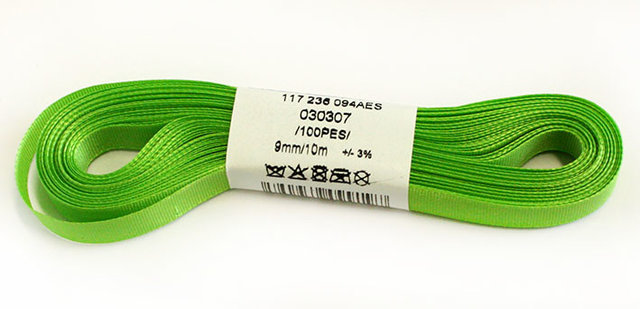 117 236 094AES
030307
/100PES/
9mm/10m +/- 3%